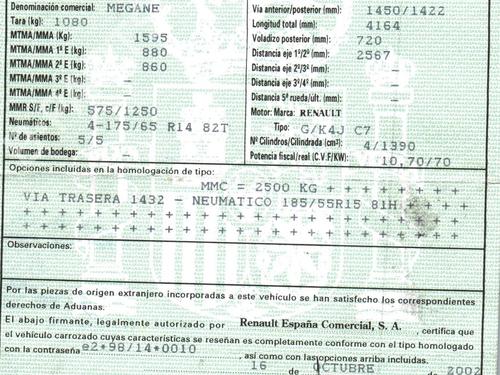 Denominación comercial: MEGANE
Tara (kg): 1080
MTMA/MMA (Kg): 1595
MTMA/MMA 1º E (Kg): 880
MTMA/MMA 2º E (Kg): 860
MTMA/MMA 3º E (Kg): —
MTMA/MMA 4º E (Kg): —
MMR S/F, c/F (kg): 575/1250
Neumáticos: 4-175/65 R14 82T
Nº de asientos: 5/5
Volumen de bodega: —
Vía anterior/posterior (mm): 1450/1422
Longitud total (mm): 4164
Voladizo posterior (mm): 720
Distancia eje 1º/2º (mm): 2567
Distancia eje 2º/3º (mm): —
Distancia eje 3º/4º (mm): —
Distancia 5ª rueda/últ. (mm): —
Motor: Marca: RENAULT
Tipo: G/K4J C7
Nº Cilindros/Cilindrada (cm³): 4/1390
Potencia fiscal/real (C.V.F/KW): 10,70/70
Opciones incluidas en la homologación de tipo:
MMC = 2500 KG + + + + + + + +
VIA TRASERA 1432 - NEUMATICO 185/55R15 81H
Observaciones:
Por las piezas de origen extranjero incorporadas a este vehículo se han satisfecho los correspondientes
derechos de Aduanas.
El abajo firmante, legalmente autorizado por Renault España Comercial, S. A. , certifica que
el vehículo carrozado cuyas características se reseñan es completamente conforme con el tipo homologado
con la contraseña e2*98/14*0010 , así como con las opciones arriba incluidas.
16 de OCTUBRE de 2002